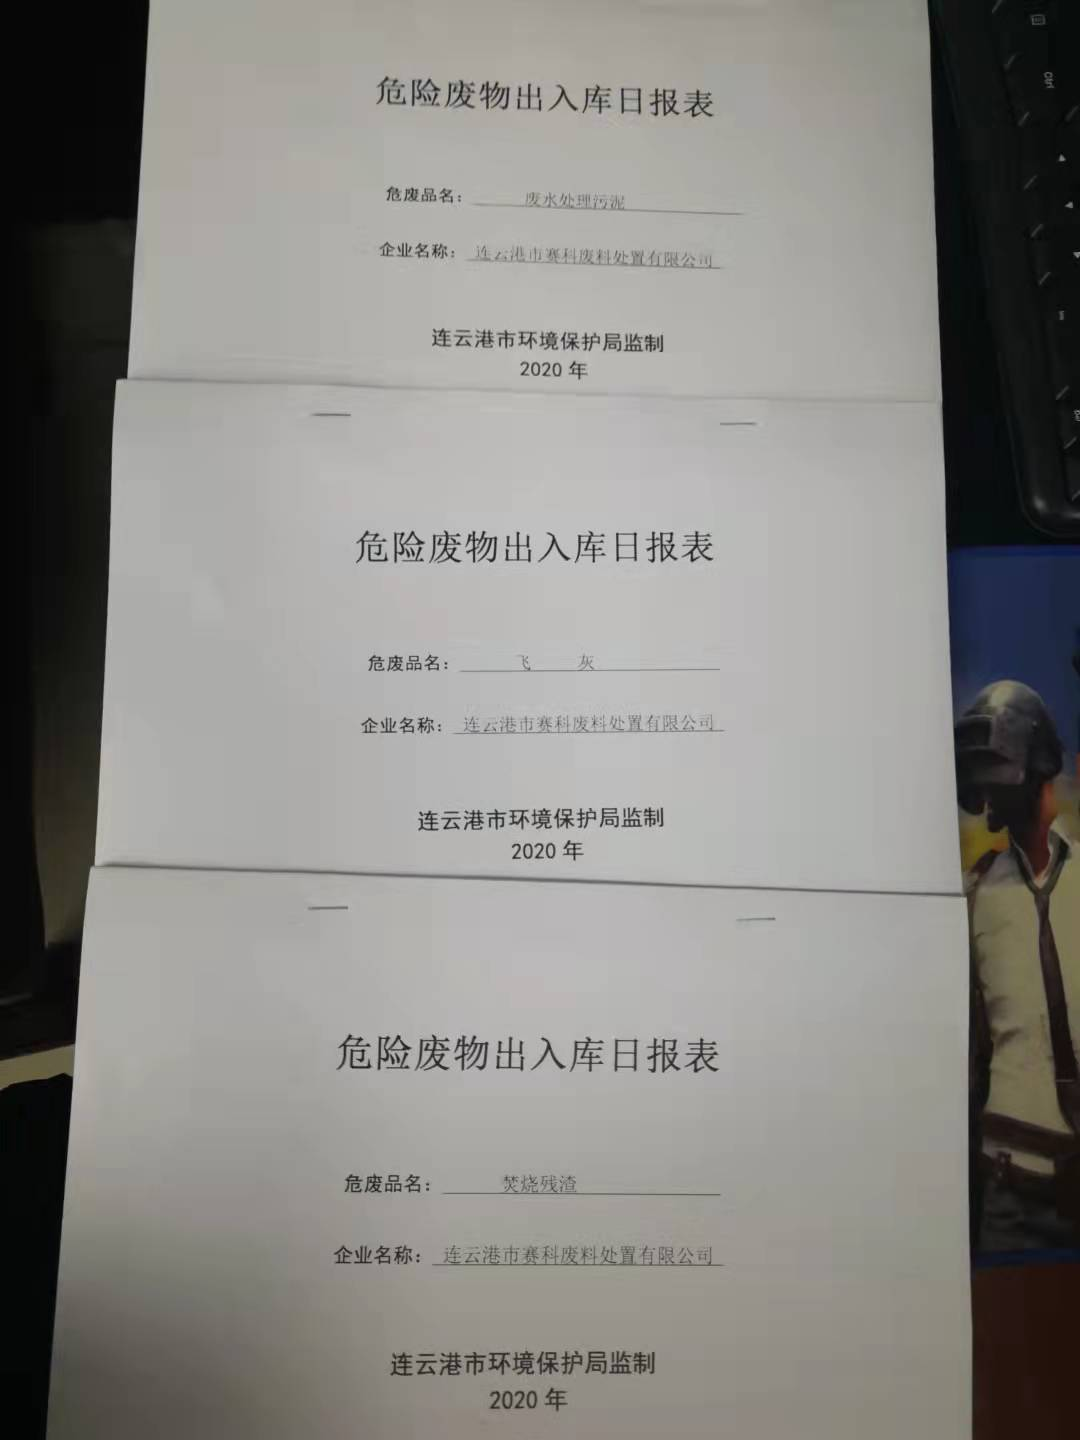 危险废物出入库日报表
危废品名： 废水处理污泥
企业名称： 连云港市赛科废料处置有限公司
连云港市环境保护局监制
2020 年
危险废物出入库日报表
危废品名： 飞 灰
企业名称： 连云港市赛科废料处置有限公司
连云港市环境保护局监制
2020 年
危险废物出入库日报表
危废品名： 焚烧残渣
企业名称： 连云港市赛科废料处置有限公司
连云港市环境保护局监制
2020 年